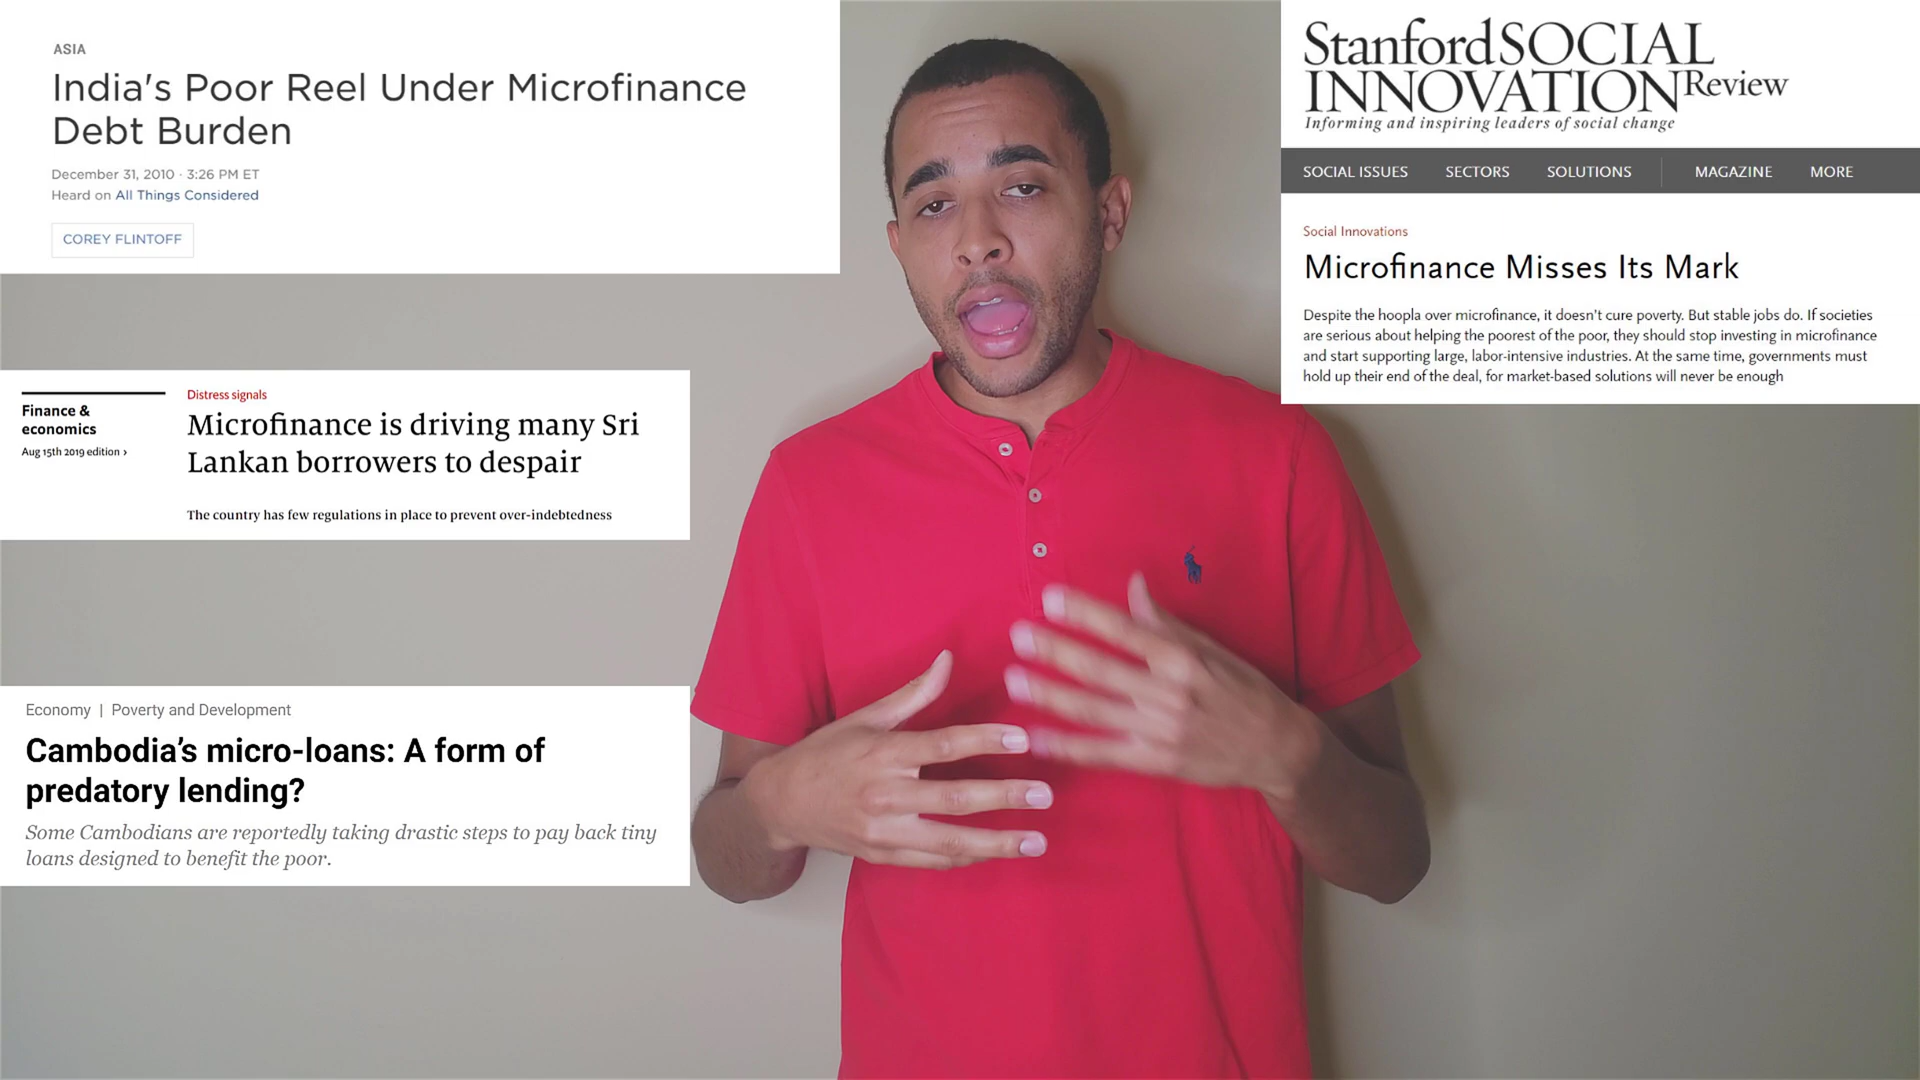 ASIA
India's Poor Reel Under Microfinance
Debt Burden
December 31, 2010 · 3:26 PM ET
Heard on All Things Considered
COREY FLINTOFF
Finance &
economics
Aug 15th 2019 edition ›
Distress signals
Microfinance is driving many Sri
Lankan borrowers to despair
The country has few regulations in place to prevent over-indebtedness
Economy | Poverty and Development
Cambodia’s micro-loans: A form of
predatory lending?
Some Cambodians are reportedly taking drastic steps to pay back tiny
loans designed to benefit the poor.
Stanford SOCIAL
INNOVATION Review
Informing and inspiring leaders of social change
SOCIAL ISSUES SECTORS SOLUTIONS MAGAZINE MORE
Social Innovations
Microfinance Misses Its Mark
Despite the hoopla over microfinance, it doesn't cure poverty. But stable jobs do. If societies
are serious about helping the poorest of the poor, they should stop investing in microfinance
and start supporting large, labor-intensive industries. At the same time, governments must
hold up their end of the deal, for market-based solutions will never be enough